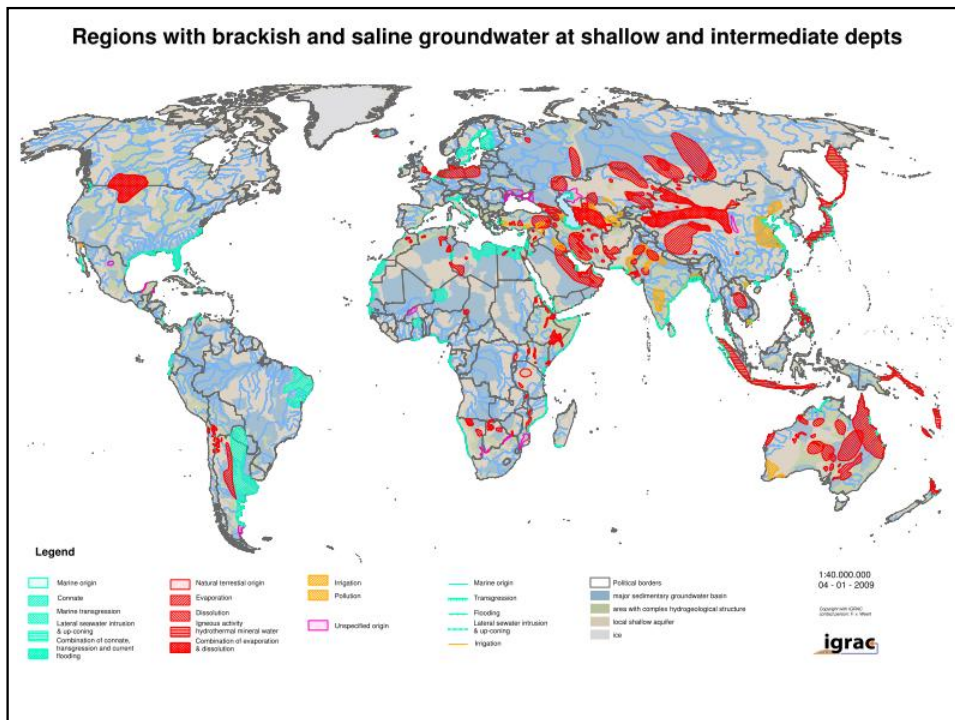 Regions with brackish and saline groundwater at shallow and intermediate depts
Legend
Marine origin
Connate
Marine transgression
Lateral seawater intrusion
& up-coning
Combination of connate,
transgression and current
flooding
Natural terrestial origin
Evaporation
Dissolution
Igneous activity
hydrothermal mineral water
Combination of evaporation
& dissolution
Irrigation
Pollution
Unspecified origin
Marine origin
Transgression
Flooding
Lateral seawater intrusion
& up-coning
Irrigation
Political borders
major sedimentary groundwater basin
area with complex hydrogeological structure
local shallow aquifer
ice
1:40.000.000
04 - 01 - 2009
Copyright with IGRAC
igrac